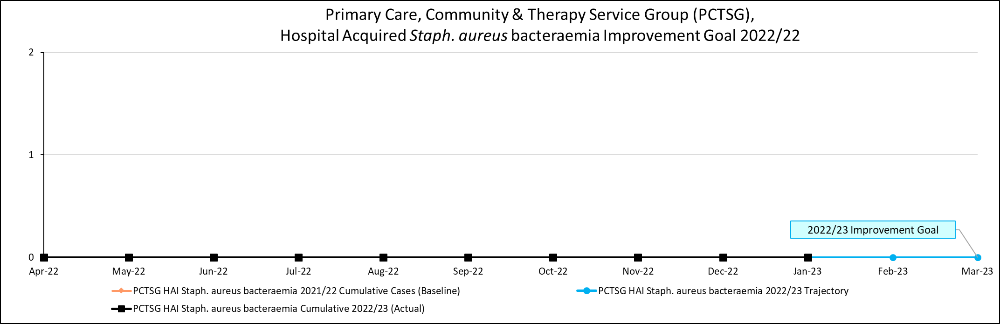 Primary Care, Community & Therapy Service Group (PCTSG),
Hospital Acquired Staph. aureus bacteraemia Improvement Goal 2022/22
2
1
0
2022/23 Improvement Goal
Apr-22 May-22 Jun-22 Jul-22 Aug-22 Sep-22 Oct-22 Nov-22 Dec-22 Jan-23 Feb-23 Mar-23
PCTSG HAI Staph. aureus bacteraemia 2021/22 Cumulative Cases (Baseline)
PCTSG HAI Staph. aureus bacteraemia 2022/23 Trajectory
PCTSG HAI Staph. aureus bacteraemia Cumulative 2022/23 (Actual)